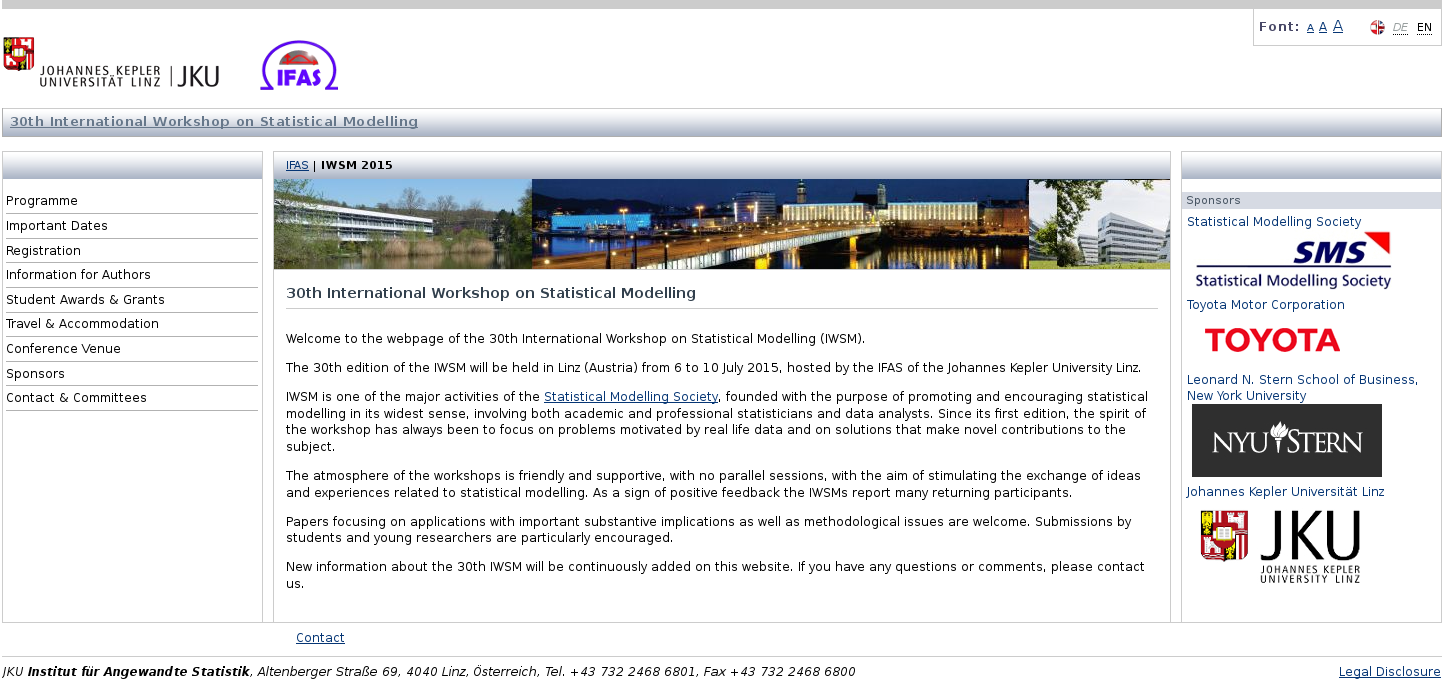 Font: A A A DE EN
JOHANNES KEPLER
UNIVERSITÄT LINZ | JKU
IFAS
30th International Workshop on Statistical Modelling
Programme
Important Dates
Registration
Information for Authors
Student Awards & Grants
Travel & Accommodation
Conference Venue
Sponsors
Contact & Committees
IFAS | IWSM 2015
30th International Workshop on Statistical Modelling
Welcome to the webpage of the 30th International Workshop on Statistical Modelling (IWSM).
The 30th edition of the IWSM will be held in Linz (Austria) from 6 to 10 July 2015, hosted by the IFAS of the Johannes Kepler University Linz.
IWSM is one of the major activities of the Statistical Modelling Society, founded with the purpose of promoting and encouraging statistical
modelling in its widest sense, involving both academic and professional statisticians and data analysts. Since its first edition, the spirit of
the workshop has always been to focus on problems motivated by real life data and on solutions that make novel contributions to the
subject.
The atmosphere of the workshops is friendly and supportive, with no parallel sessions, with the aim of stimulating the exchange of ideas
and experiences related to statistical modelling. As a sign of positive feedback the IWSMs report many returning participants.
Papers focusing on applications with important substantive implications as well as methodological issues are welcome. Submissions by
students and young researchers are particularly encouraged.
New information about the 30th IWSM will be continuously added on this website. If you have any questions or comments, please contact
us.
Sponsors
Statistical Modelling Society
SMS
Statistical Modelling Society
Toyota Motor Corporation
TOYOTA
Leonard N. Stern School of Business,
New York University
NYU STERN
Johannes Kepler Universität Linz
JKU
JOHANNES KEPLER
UNIVERSITY LINZ
Contact
JKU Institut für Angewandte Statistik, Altenberger Straße 69, 4040 Linz, Österreich, Tel. +43 732 2468 6801, Fax +43 732 2468 6800
Legal Disclosure